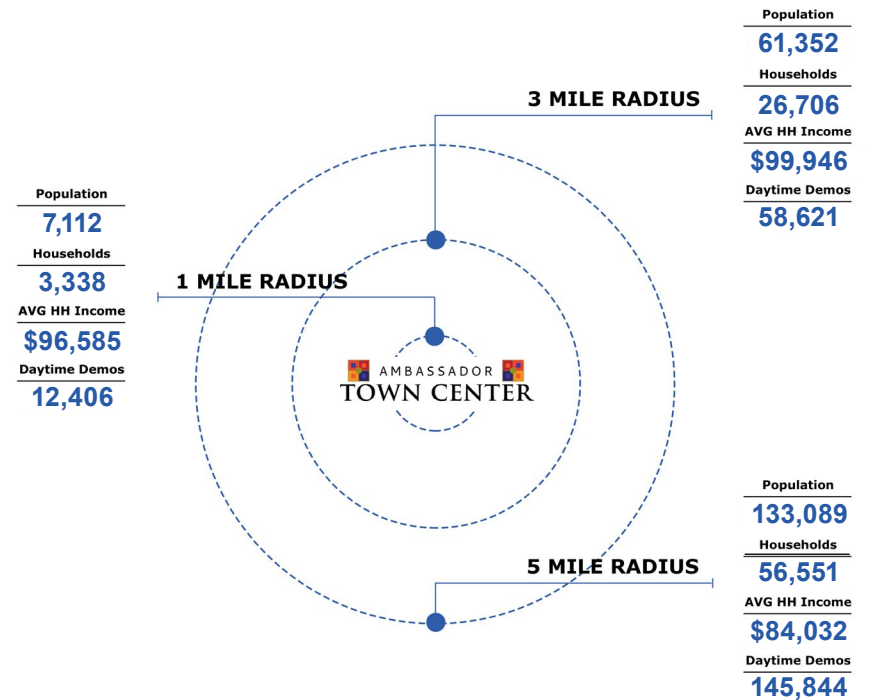 Population
61,352
Households
26,706
AVG HH Income
$99,946
Daytime Demos
58,621
3 MILE RADIUS
Population
7,112
Households
3,338
AVG HH Income
$96,585
Daytime Demos
12,406
1 MILE RADIUS
AMBASSADOR
TOWN CENTER
Population
133,089
Households
56,551
AVG HH Income
$84,032
Daytime Demos
145,844
5 MILE RADIUS